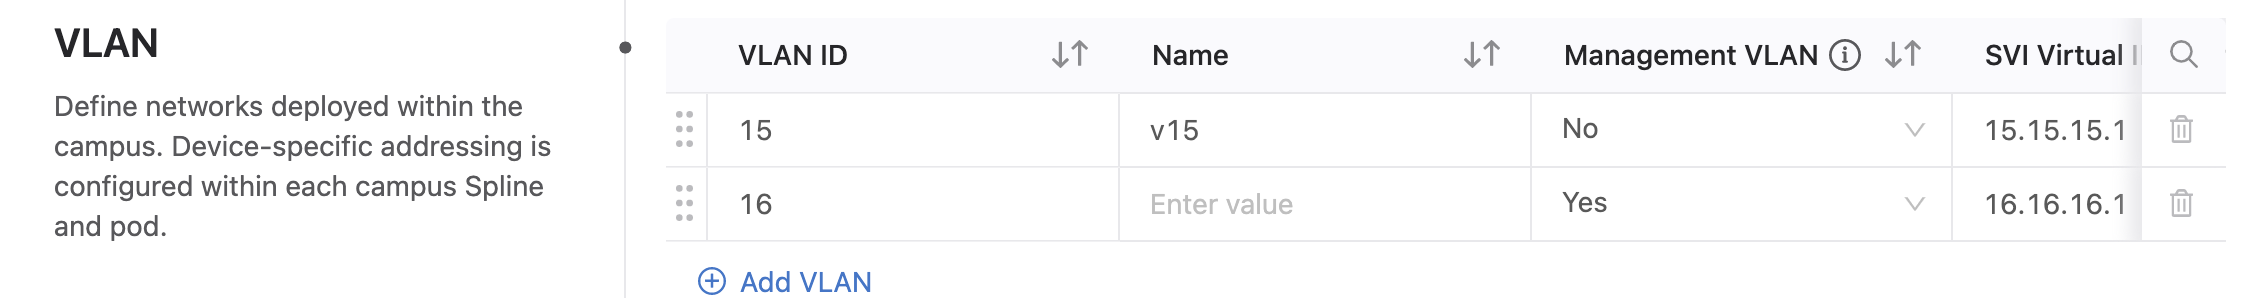 VLAN
Define networks deployed within the
campus. Device-specific addressing is
configured within each campus Spline
and pod.
VLAN ID Name Management VLAN SVI Virtual
15 v15 No 15.15.15.1
16 Enter value Yes 16.16.16.1
Add VLAN